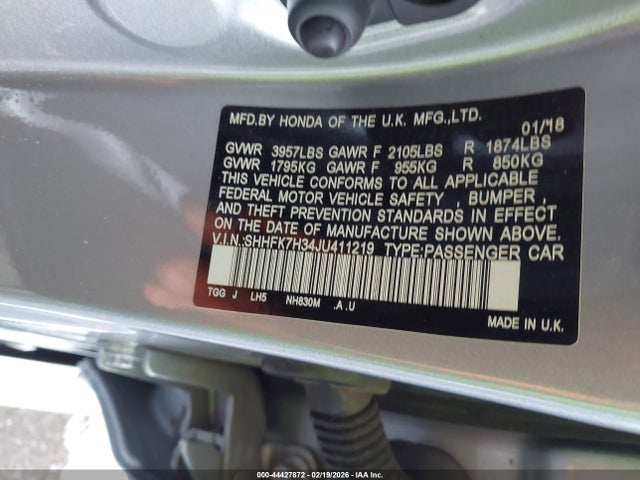 MFD.BY HONDA OF THE U.K. MFG.,LTD.
01/18
GVWR 3957LBS GAWR F 2105LBS R 1874LBS
GVWR 1795KG GAWR F 955KG R 850KG
THIS VEHICLE CONFORMS TO ALL APPLICABLE
FEDERAL MOTOR VEHICLE SAFETY , BUMPER ,
AND THEFT PREVENTION STANDARDS IN EFFECT
ON THE DATE OF MANUFACTURE SHOWN ABOVE.
V.I.N:SHHFK7H34JU411219 TYPE:PASSENGER CAR
TGG J LH5 NH830M .A.U
MADE IN U.K.
000-44427872 - 02/19/2026 - IAA Inc.